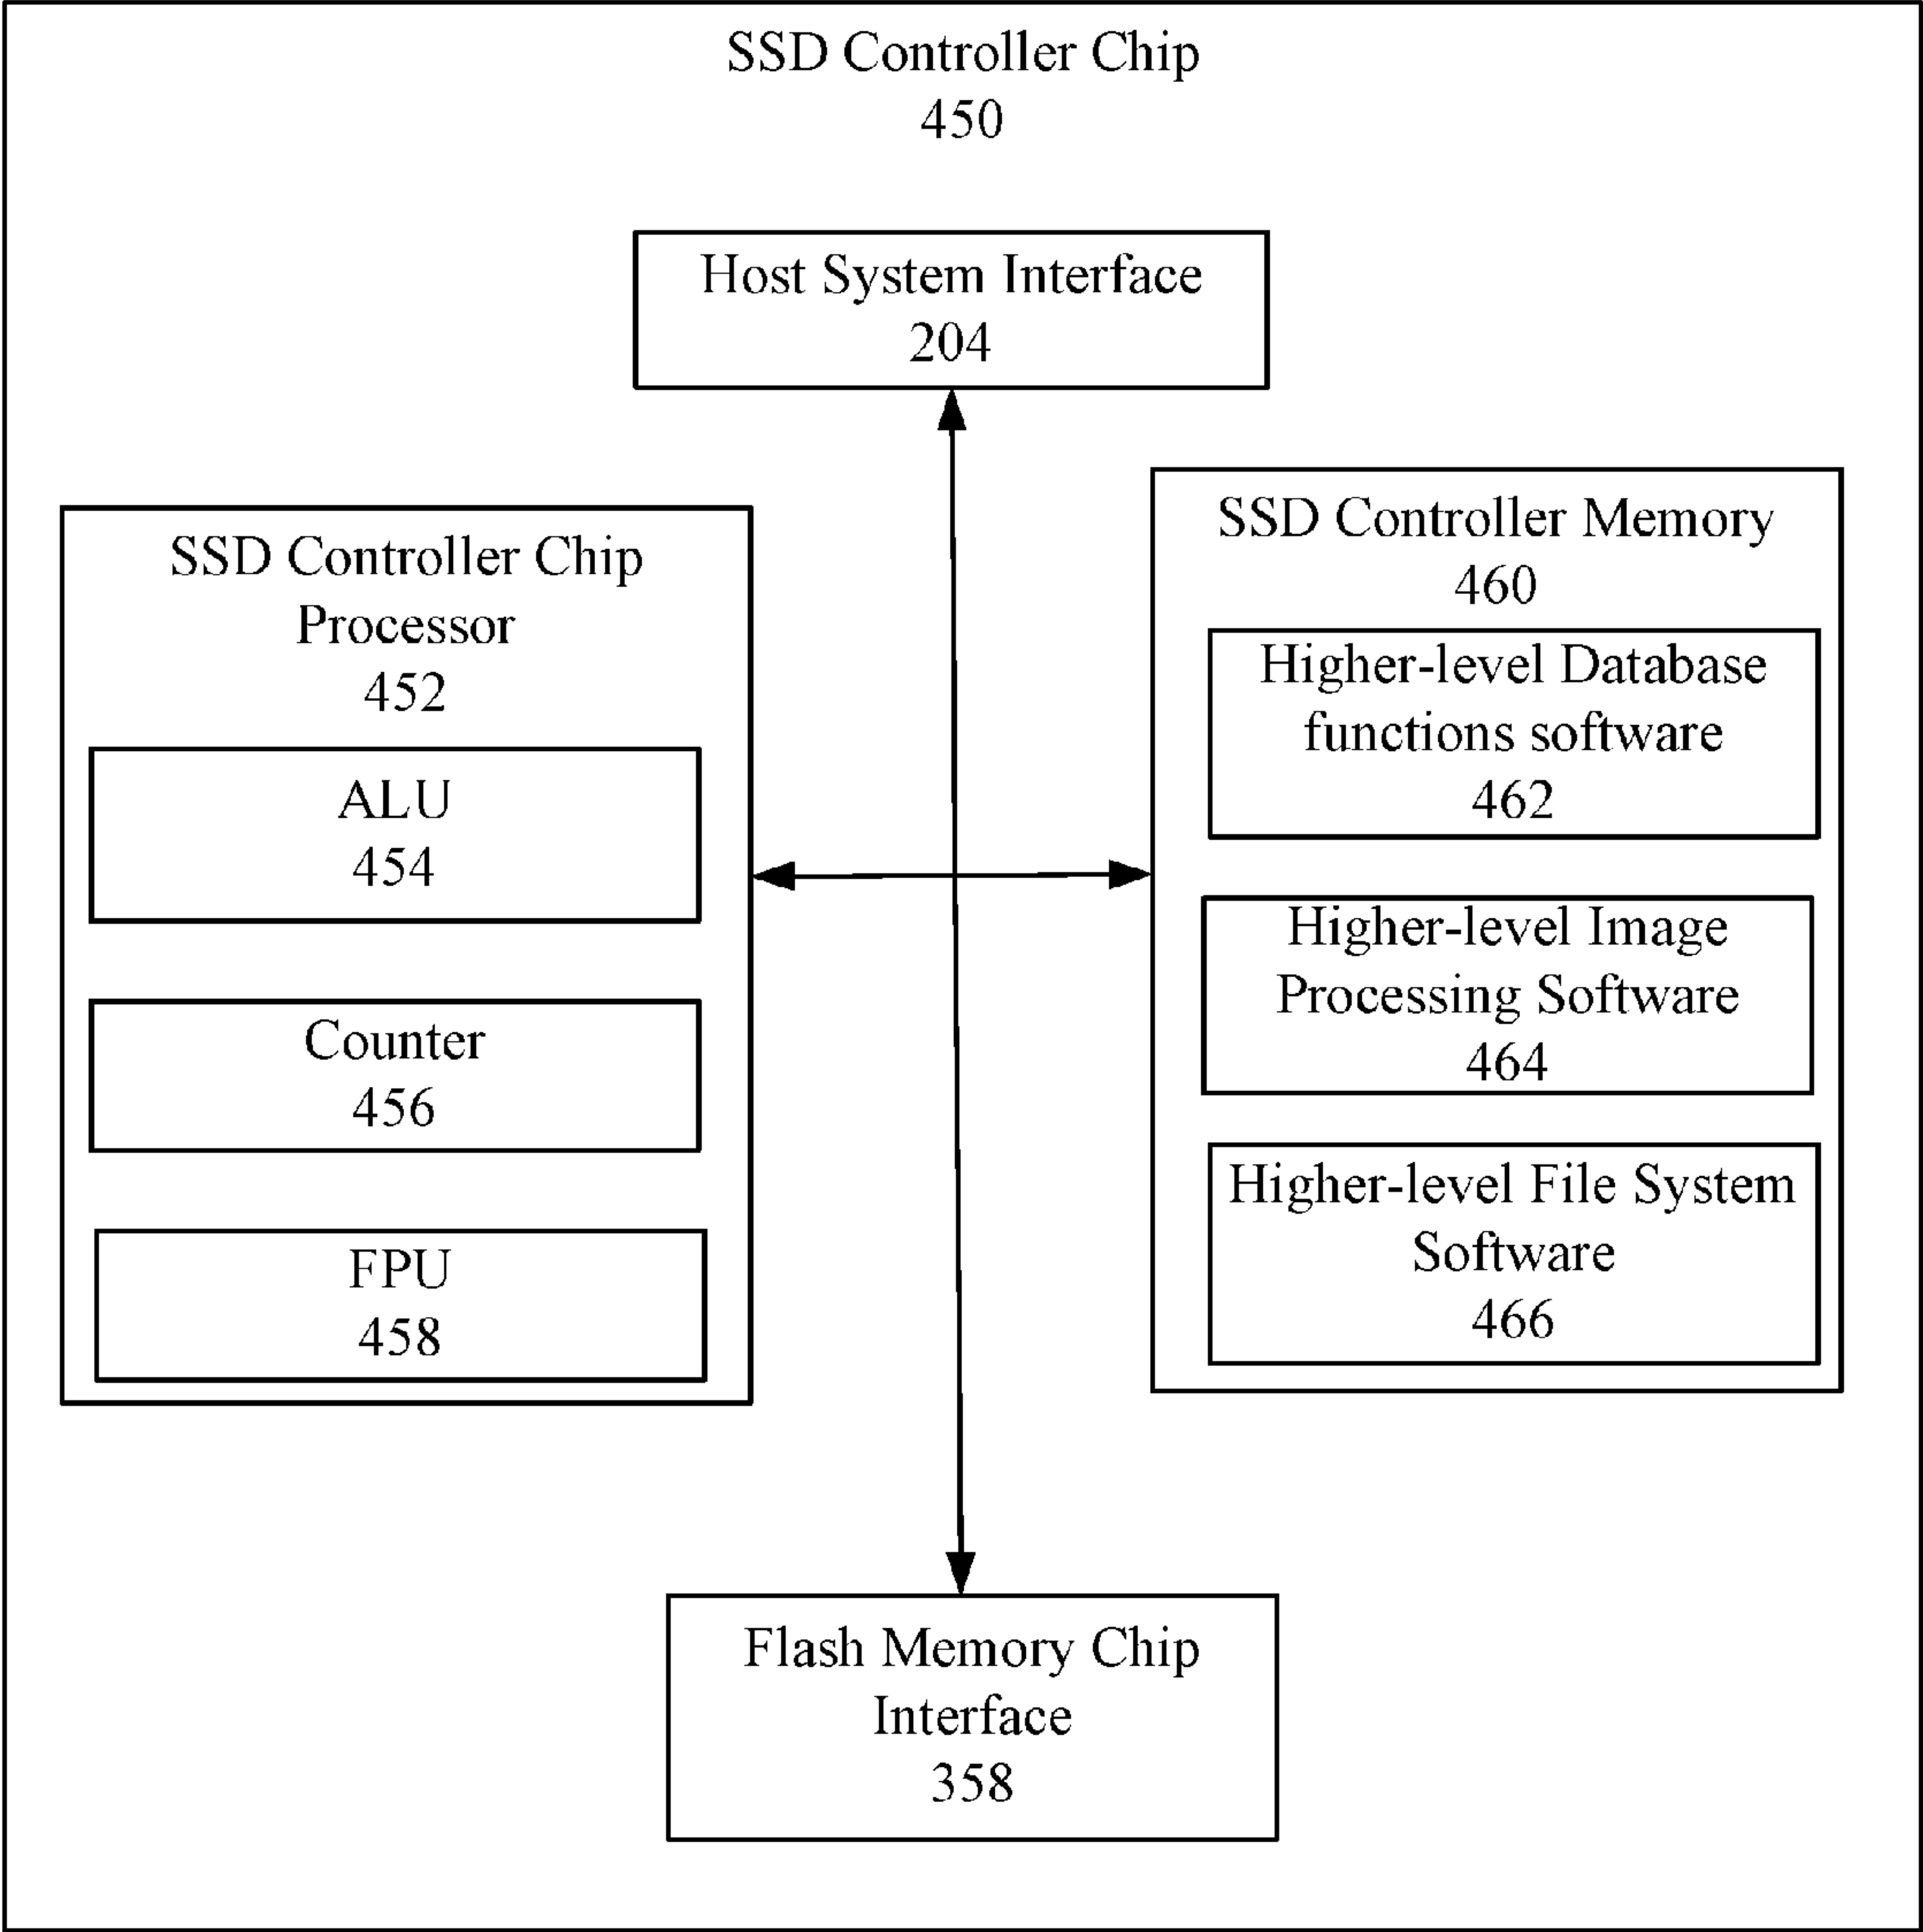 SSD Controller Chip
450
Host System Interface
204
SSD Controller Chip
Processor
452
ALU
454
Counter
456
FPU
458
SSD Controller Memory
460
Higher-level Database
functions software
462
Higher-level Image
Processing Software
464
Higher-level File System
Software
466
Flash Memory Chip
Interface
358